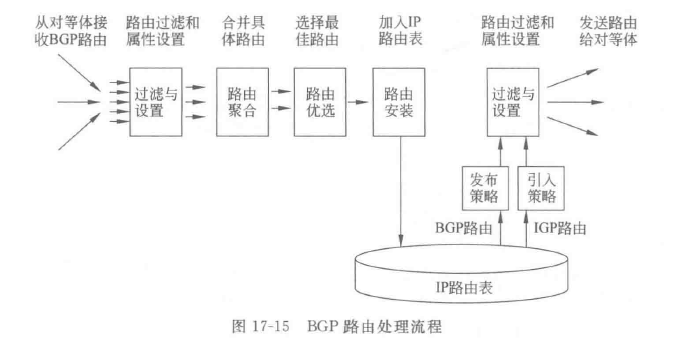 从对等体接
收BGP路由
路由过滤和
属性设置
合并具
体路由
选择最
佳路由
加入IP
路由表
路由过滤和
属性设置
发送路由
给对等体
过滤与
设置
路由
聚合
路由
优选
路由
安装
过滤与
设置
发布
策略
引入
策略
BGP路由
IGP路由
IP路由表
图 17-15 BGP 路由处理流程